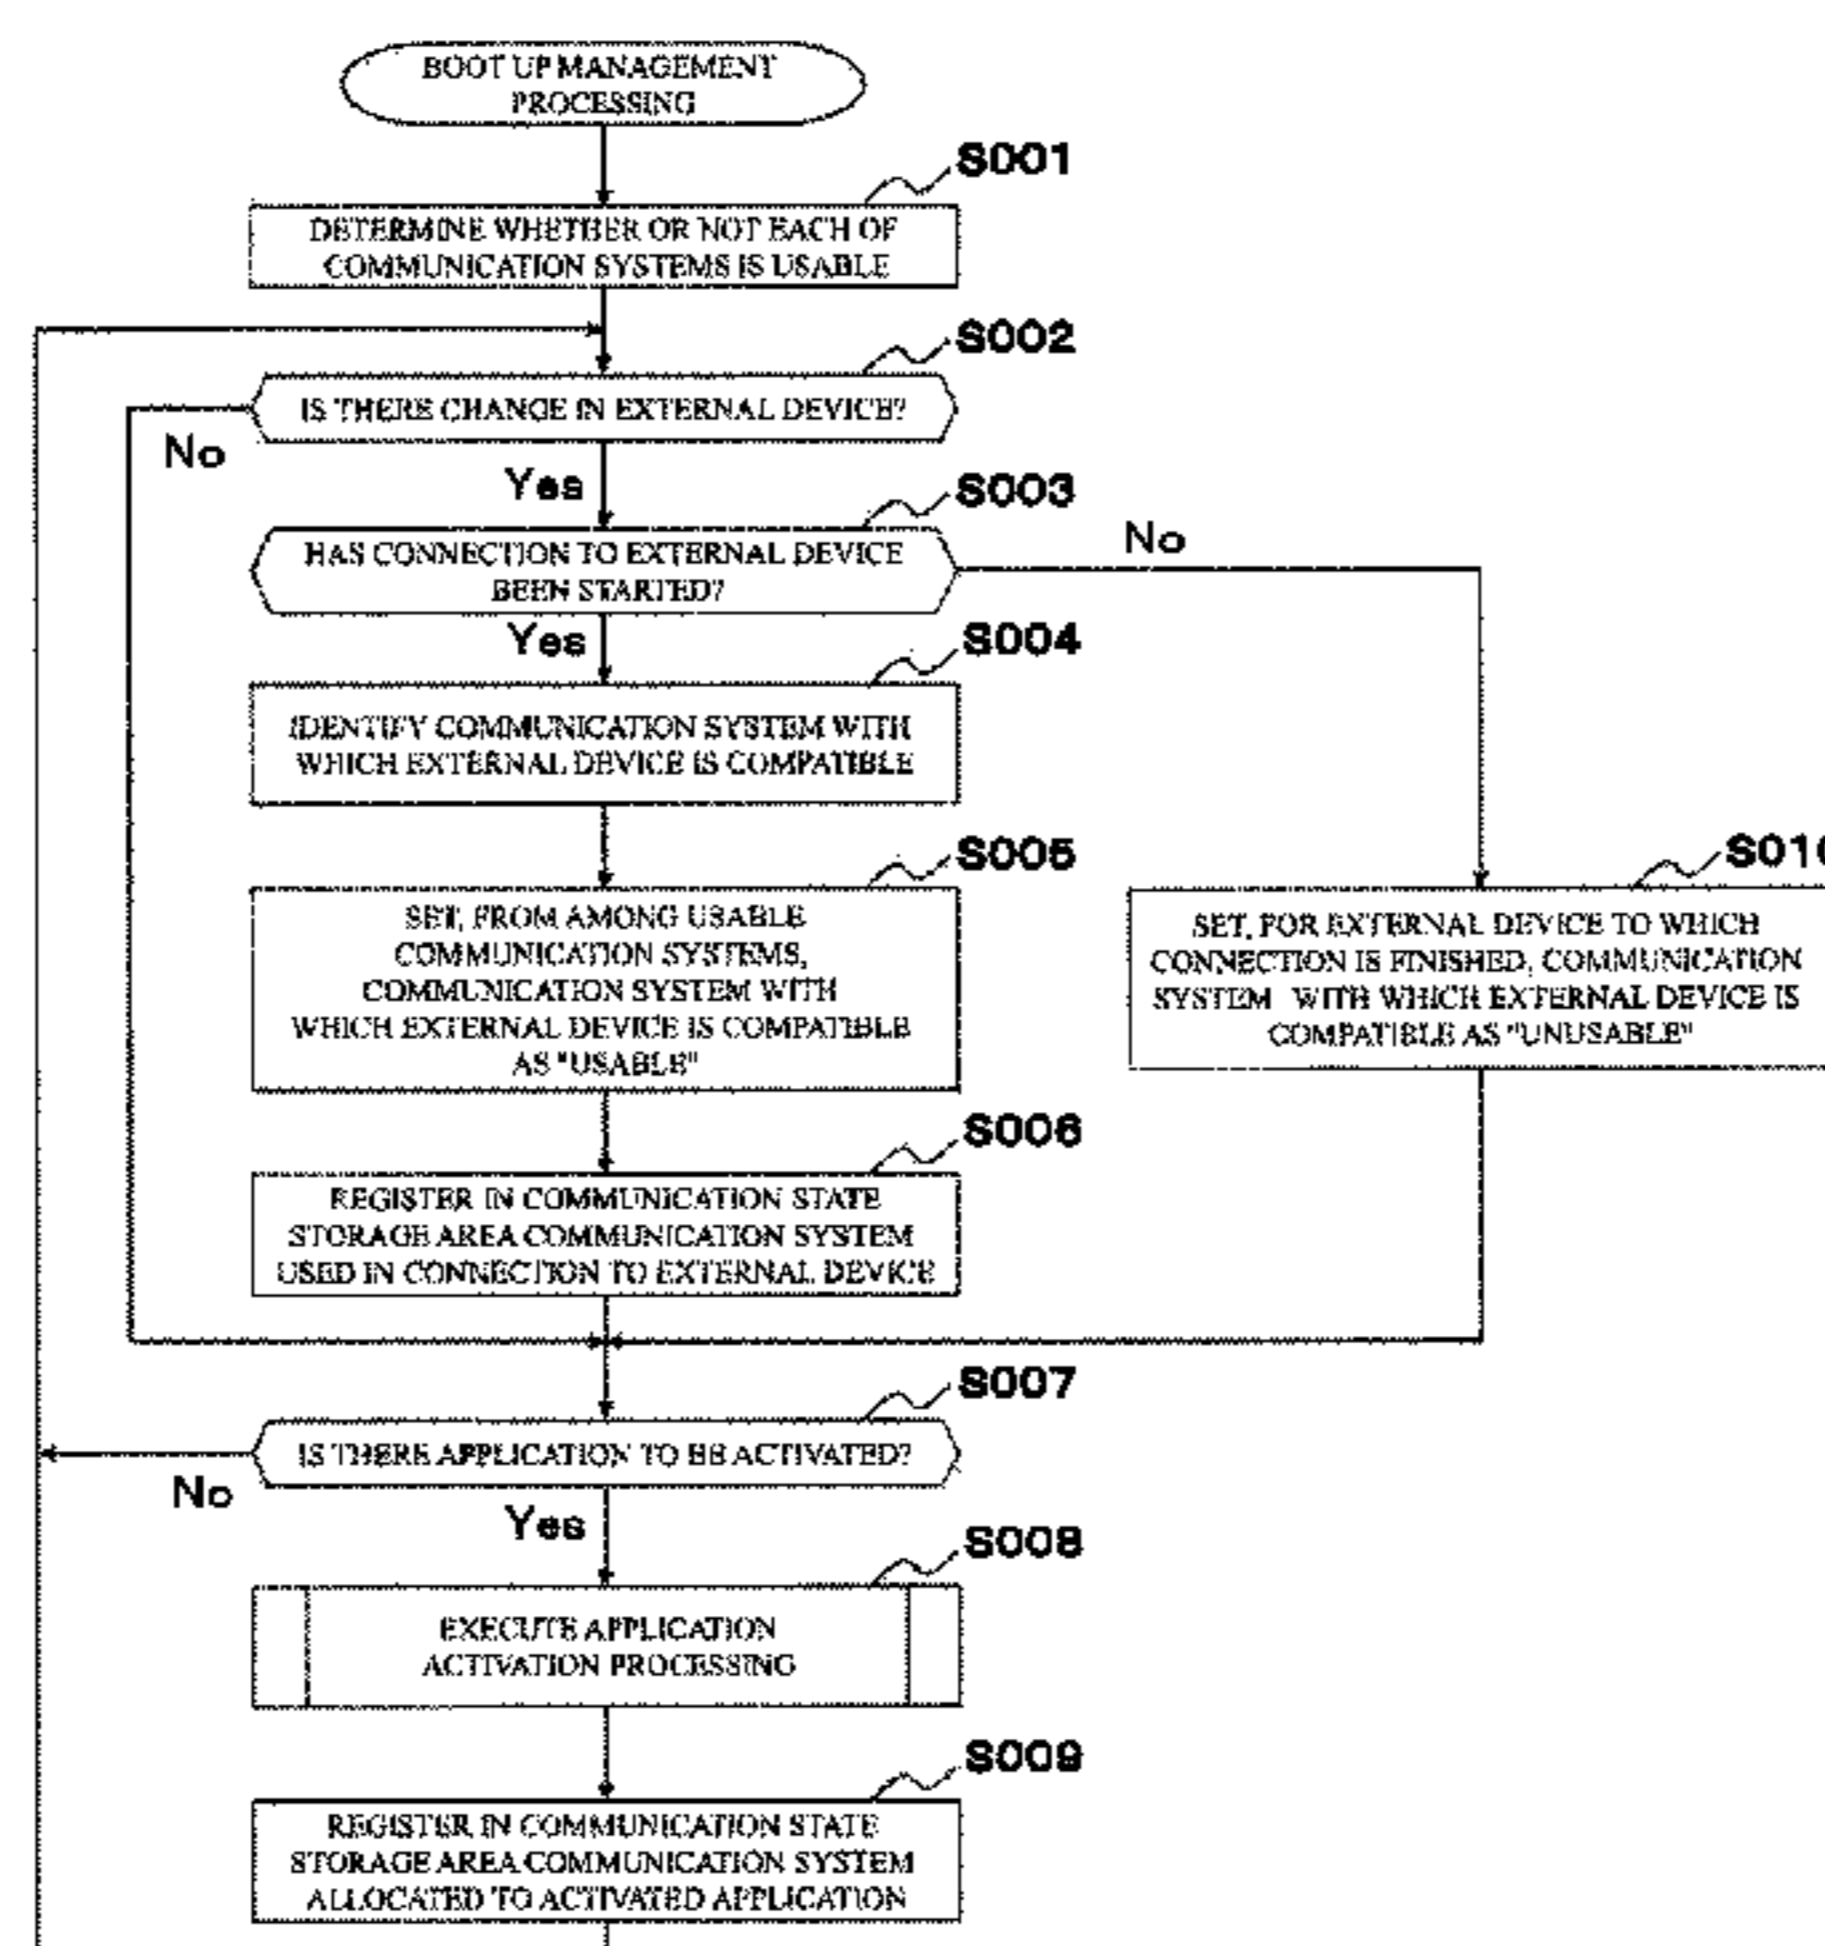 BOOT UP MANAGEMENT
PROCESSING
S001
DETERMINE WHETHER OR NOT EACH OF
COMMUNICATION SYSTEMS IS USABLE
S002
IS THERE CHANGE IN EXTERNAL DEVICE?
No
Yes
S003
HAS CONNECTION TO EXTERNAL DEVICE
BEEN STARTED?
No
Yes
S004
IDENTIFY COMMUNICATION SYSTEM WITH
WHICH EXTERNAL DEVICE IS COMPATIBLE
S005
SET, FROM AMONG USABLE
COMMUNICATION SYSTEMS,
COMMUNICATION SYSTEM WITH
WHICH EXTERNAL DEVICE IS COMPATIBLE
AS "USABLE"
S010
SET, FOR EXTERNAL DEVICE TO WHICH
CONNECTION IS FINISHED, COMMUNICATION
SYSTEM WITH WHICH EXTERNAL DEVICE IS
COMPATIBLE AS "UNUSABLE"
S006
REGISTER IN COMMUNICATION STATE
STORAGE AREA COMMUNICATION SYSTEM
USED IN CONNECTION TO EXTERNAL DEVICE
S007
IS THERE APPLICATION TO BE ACTIVATED?
No
Yes
S008
EXECUTE APPLICATION
ACTIVATION PROCESSING
S009
REGISTER IN COMMUNICATION STATE
STORAGE AREA COMMUNICATION SYSTEM
ALLOCATED TO ACTIVATED APPLICATION